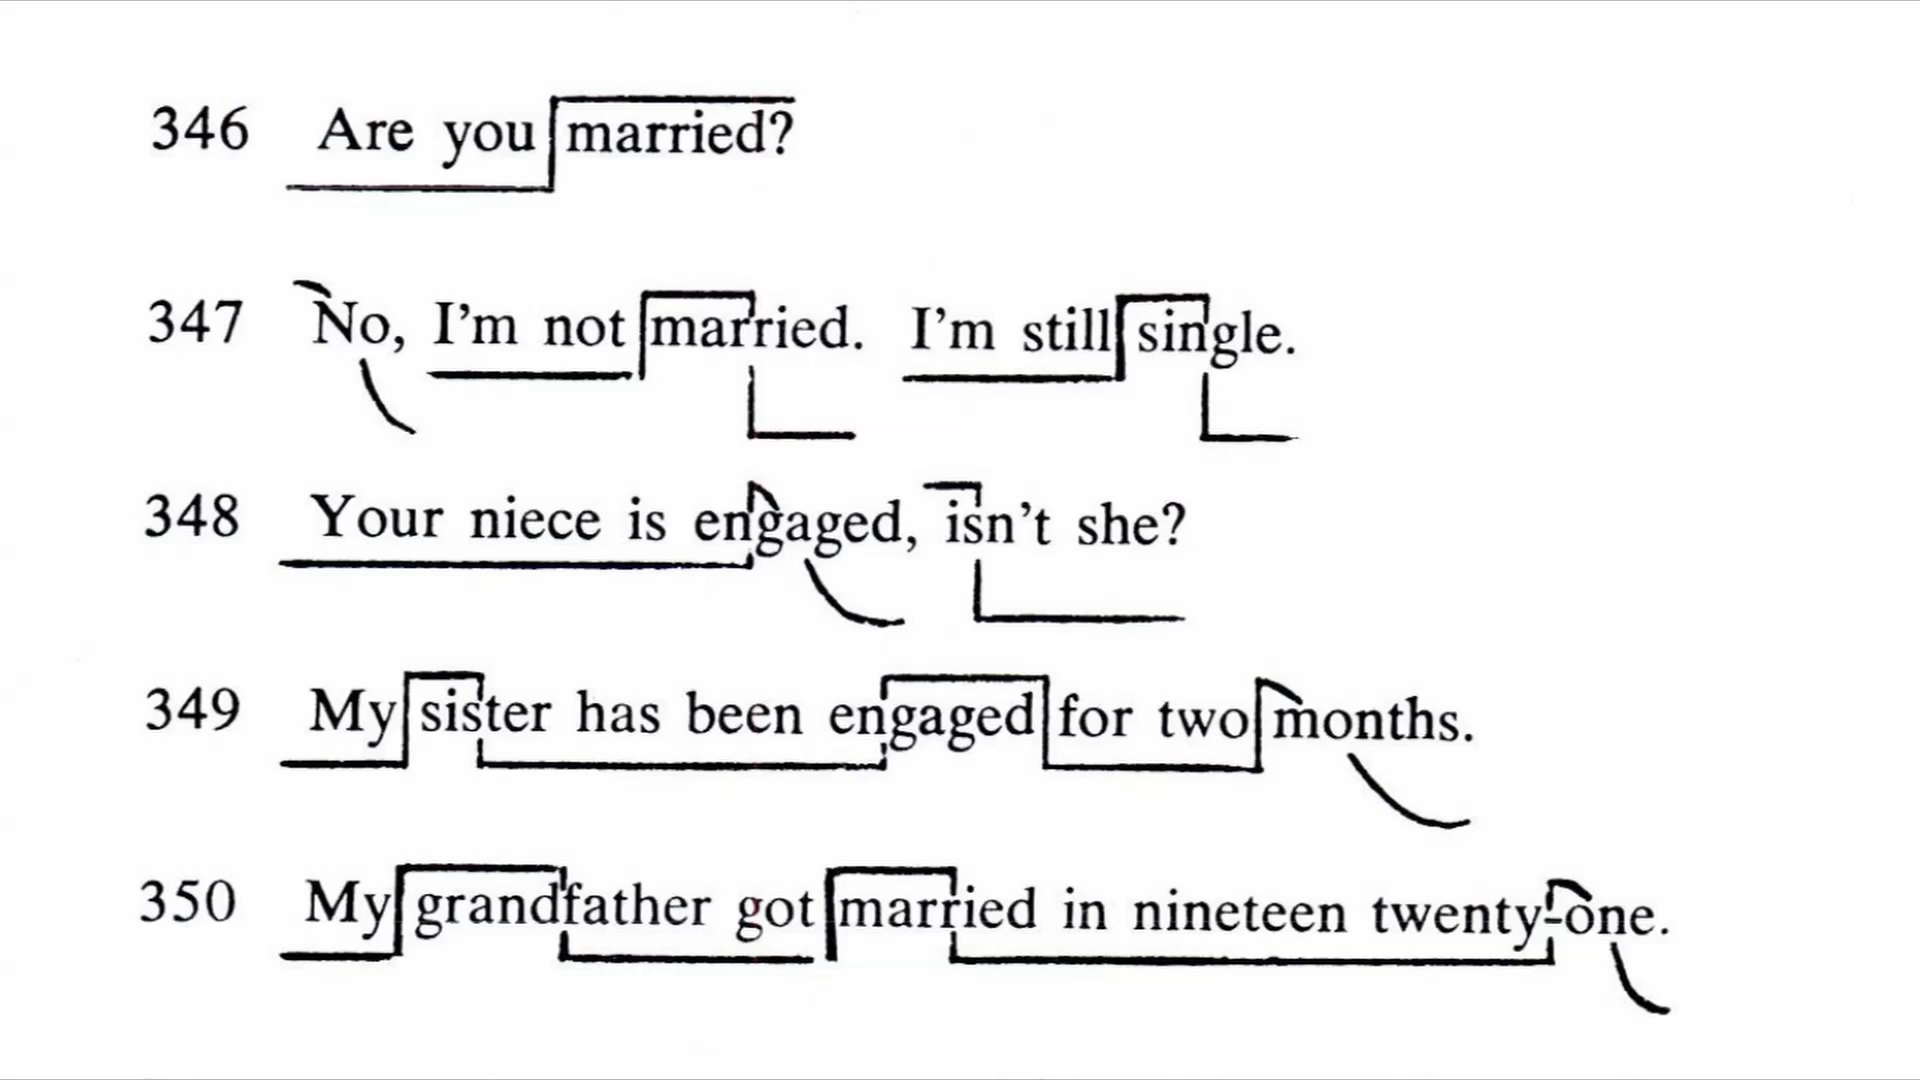 346 Are you married?
347 No, I'm not married. I'm still single.
348 Your niece is engaged, isn't she?
349 My sister has been engaged for two months.
350 My grandfather got married in nineteen twenty-one.